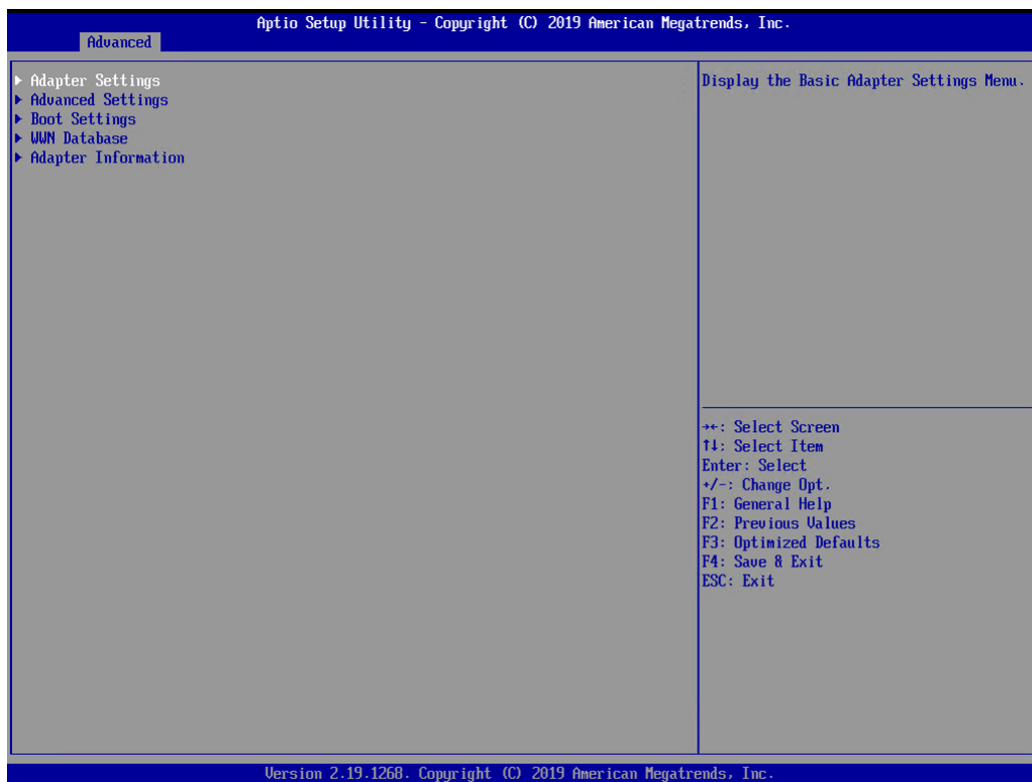 Aptio Setup Utility - Copyright (C) 2019 American Megatrends, Inc.
Advanced
▶ Adapter Settings
▶ Advanced Settings
▶ Boot Settings
▶ WWN Database
▶ Adapter Information
Display the Basic Adapter Settings Menu.
→←: Select Screen
↑↓: Select Item
Enter: Select
+/-: Change Opt.
F1: General Help
F2: Previous Values
F3: Optimized Defaults
F4: Save & Exit
ESC: Exit
Version 2.19.1268. Copyright (C) 2019 American Megatrends, Inc.